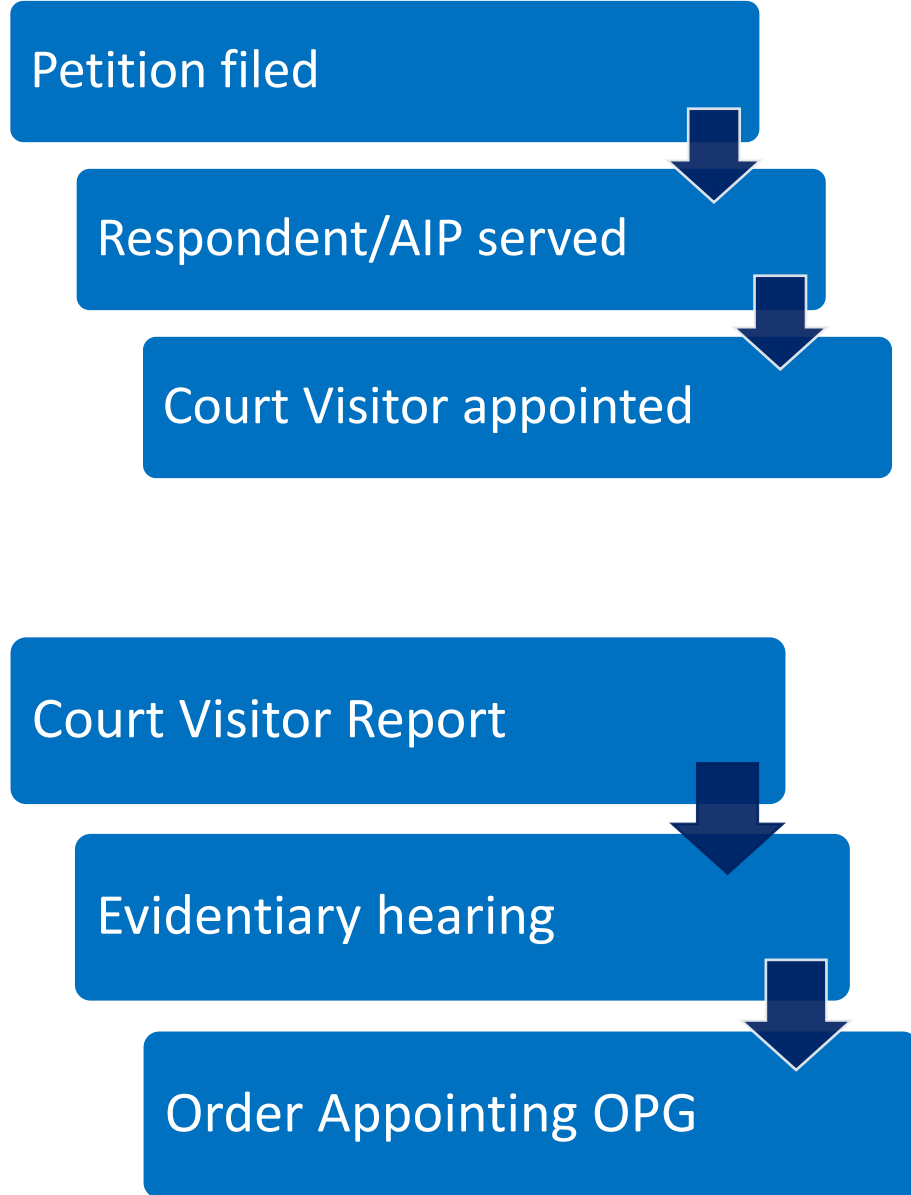 Petition filed
Respondent/AIP served
Court Visitor appointed
Court Visitor Report
Evidentiary hearing
Order Appointing OPG